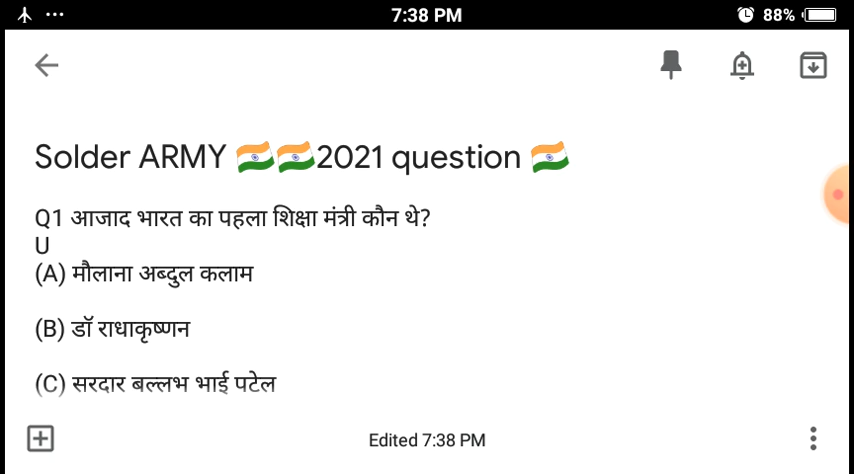 7:38 PM
88%
Solder ARMY 🇮🇳🇮🇳2021 question 🇮🇳
Q1 आजाद भारत का पहला शिक्षा मंत्री कौन थे?
U
(A) मौलाना अब्दुल कलाम
(B) डॉ राधाकृष्णन
(C) सरदार बल्लभ भाई पटेल
Edited 7:38 PM